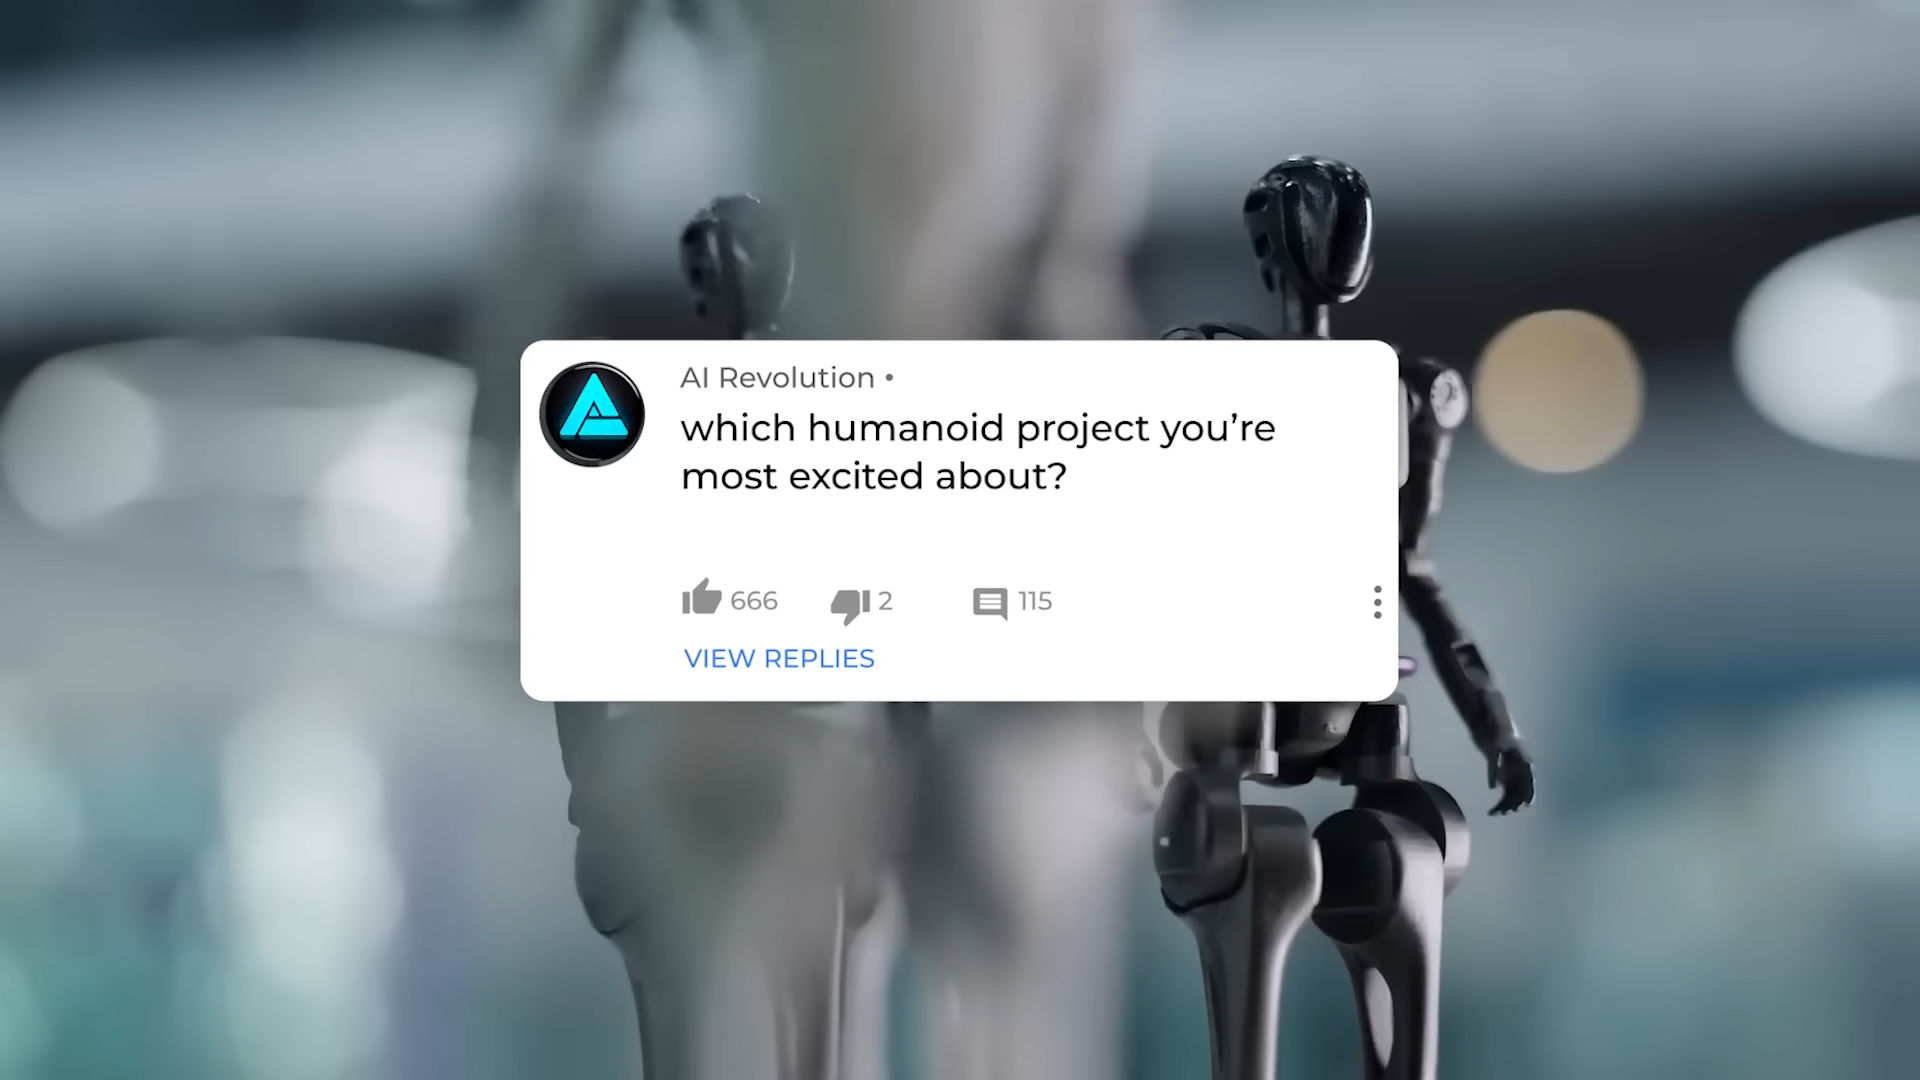 AI Revolution •
which humanoid project you’re
most excited about?
666 2 115
VIEW REPLIES